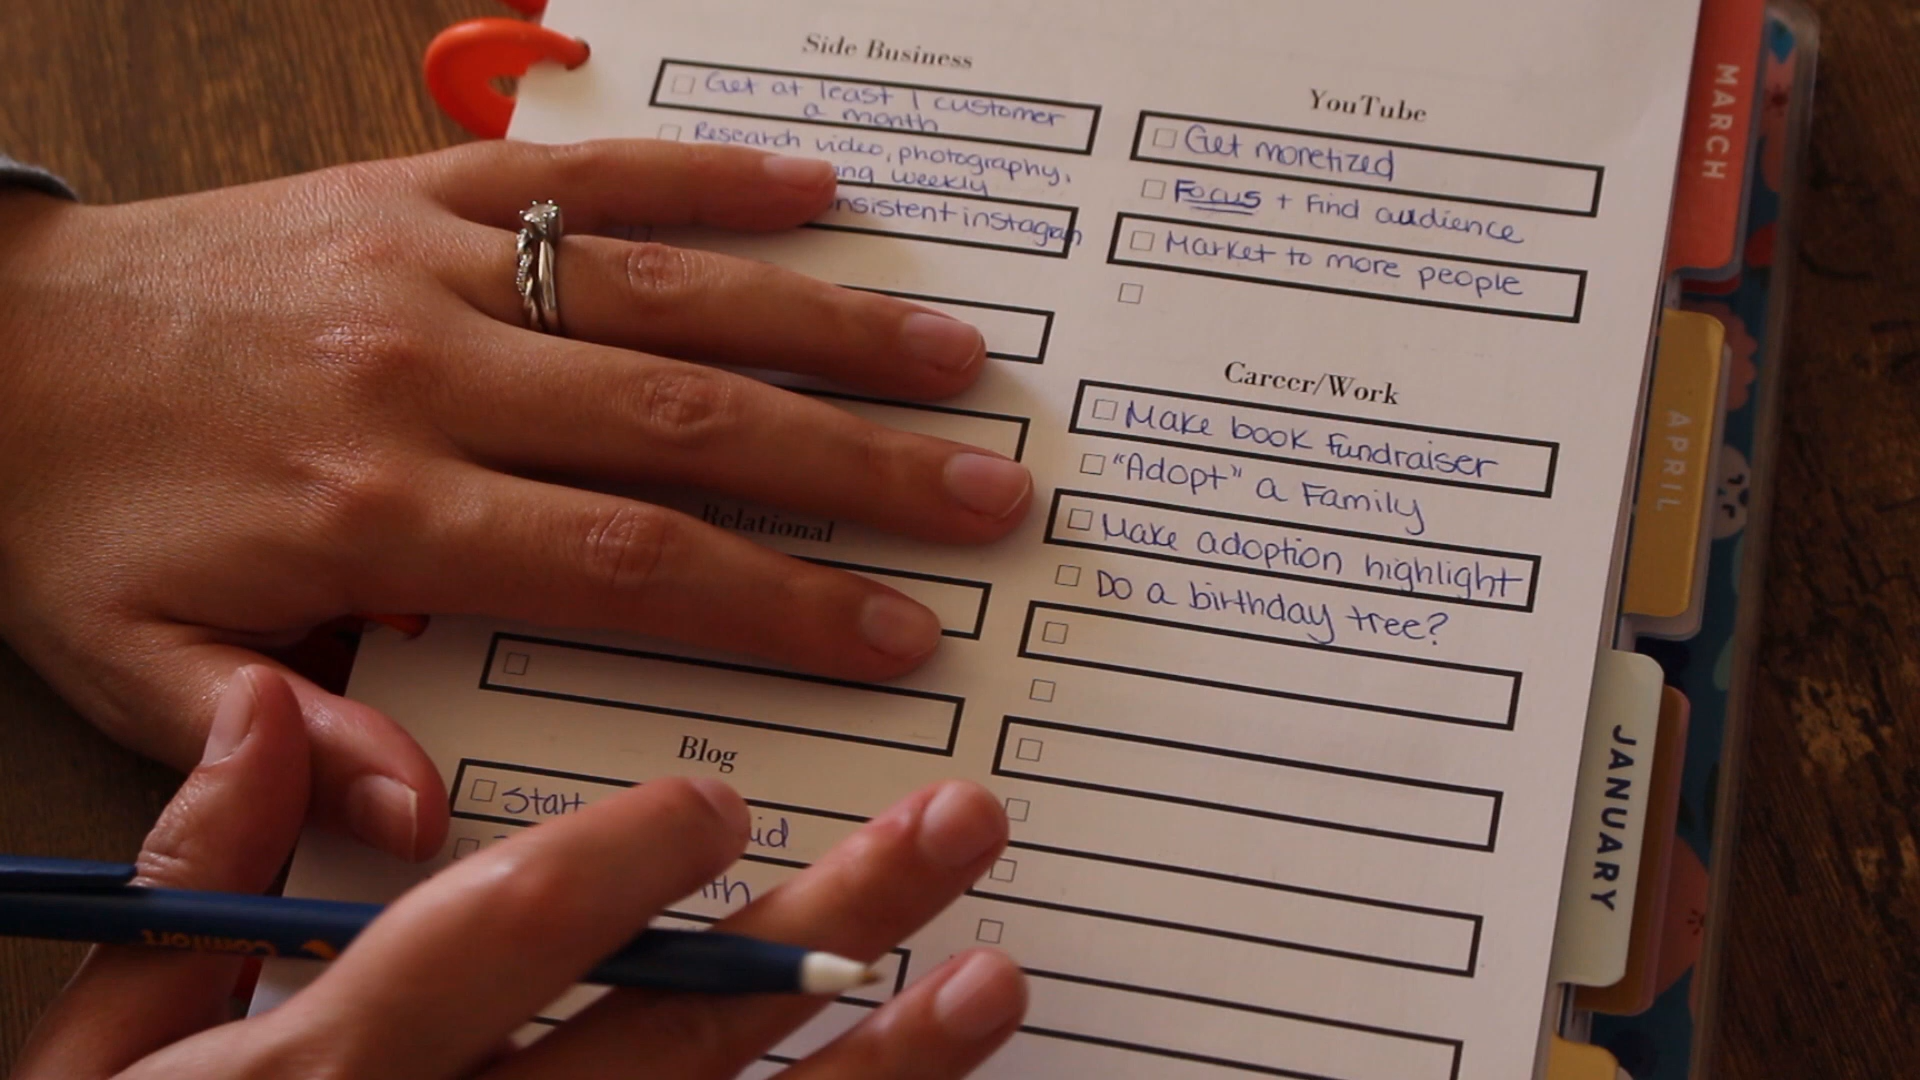 Side Business
Get at least 1 customer
a month
Research video, photography,
weekly
instagram
Relational
Blog
Start
YouTube
Get monetized
Focus + Find audience
Market to more people
Career/Work
Make book fundraiser
"Adopt" a Family
Make adoption highlight
Do a birthday tree?
MARCH
APRIL
JANUARY
Comfort